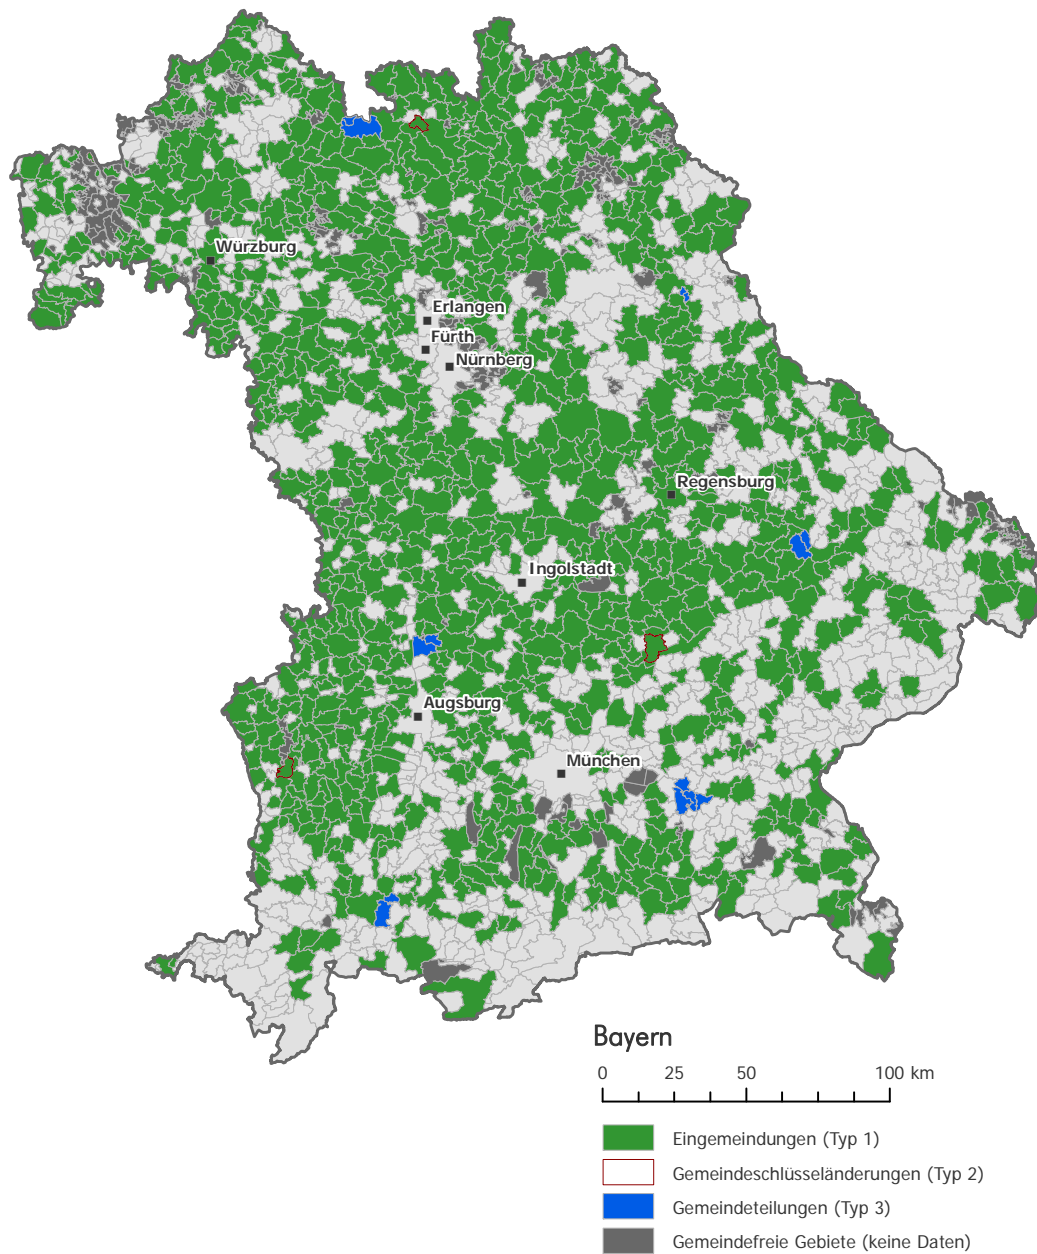 Würzburg
Erlangen
Fürth
Nürnberg
Regensburg
Ingolstadt
Augsburg
München
Bayern
0 25 50 100 km
Eingemeindungen (Typ 1)
Gemeindeschlüsseländerungen (Typ 2)
Gemeindeteilungen (Typ 3)
Gemeindefreie Gebiete (keine Daten)